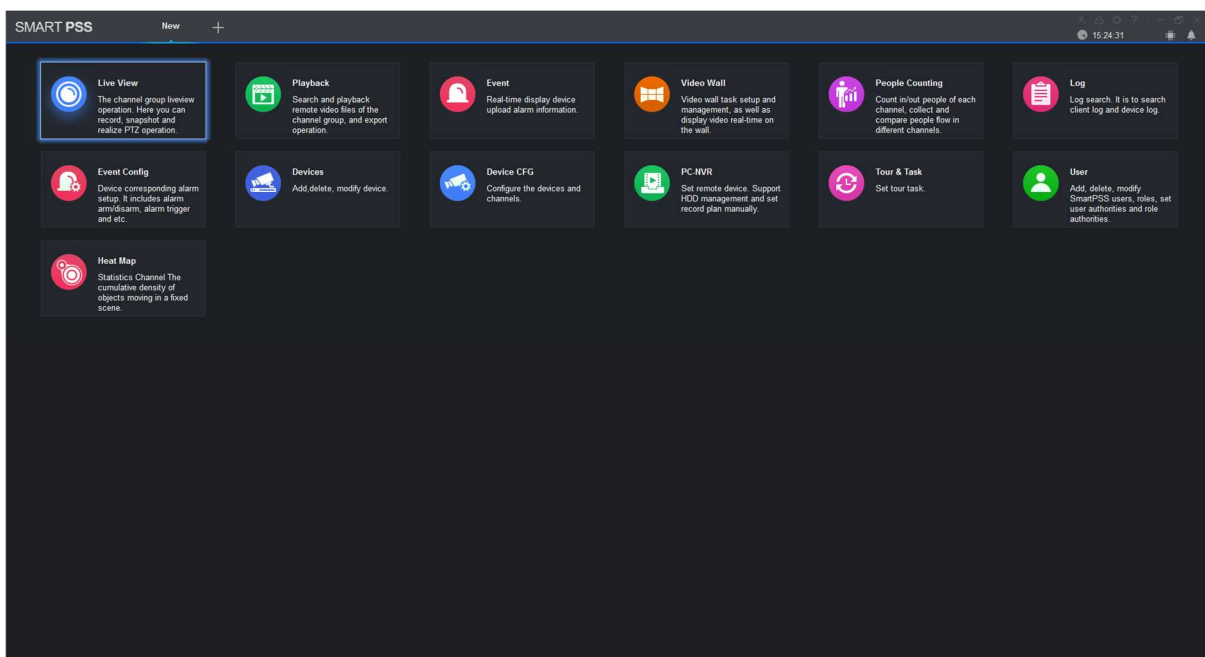 SMART PSS
New
15:24:31
Live View
The channel group liveview
operation. Here you can
record, snapshot and
realize PTZ operation.
Playback
Search and playback
remote video files of the
channel group, and export
operation.
Event
Real-time display device
upload alarm information.
Video Wall
Video wall task setup and
management, as well as
display video real-time on
the wall.
People Counting
Count in/out people of each
channel, collect and
compare people flow in
different channels.
Log
Log search. It is to search
client log and device log.
Event Config
Device corresponding alarm
setup. It includes alarm
arm/disarm, alarm trigger
and etc.
Devices
Add,delete, modify device.
Device CFG
Configure the devices and
channels.
PC-NVR
Set remote device. Support
HDD management and set
record plan manually.
Tour & Task
Set tour task.
User
Add, delete, modify
SmartPSS users, roles, set
user authorities and role
authorities.
Heat Map
Statistics Channel The
cumulative density of
objects moving in a fixed
scene.